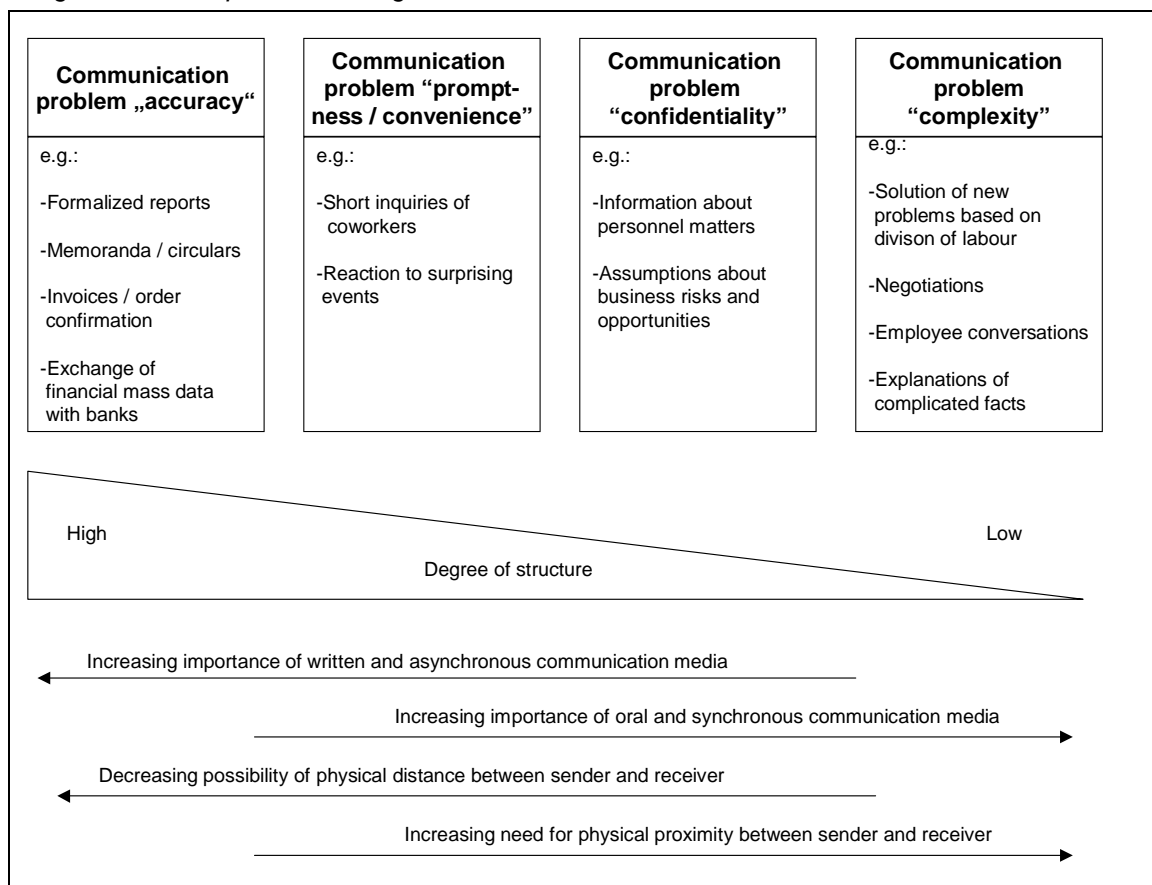 Communication
problem „accuracy“
e.g.:
-Formalized reports
-Memoranda / circulars
-Invoices / order
confirmation
-Exchange of
financial mass data
with banks
Communication
problem “prompt-
ness / convenience”
e.g.:
-Short inquiries of
coworkers
-Reaction to surprising
events
Communication
problem
“confidentiality”
e.g.:
-Information about
personnel matters
-Assumptions about
business risks and
opportunities
Communication
problem
“complexity”
e.g.:
-Solution of new
problems based on
divison of labour
-Negotiations
-Employee conversations
-Explanations of
complicated facts
High
Low
Degree of structure
Increasing importance of written and asynchronous communication media
Increasing importance of oral and synchronous communication media
Decreasing possibility of physical distance between sender and receiver
Increasing need for physical proximity between sender and receiver